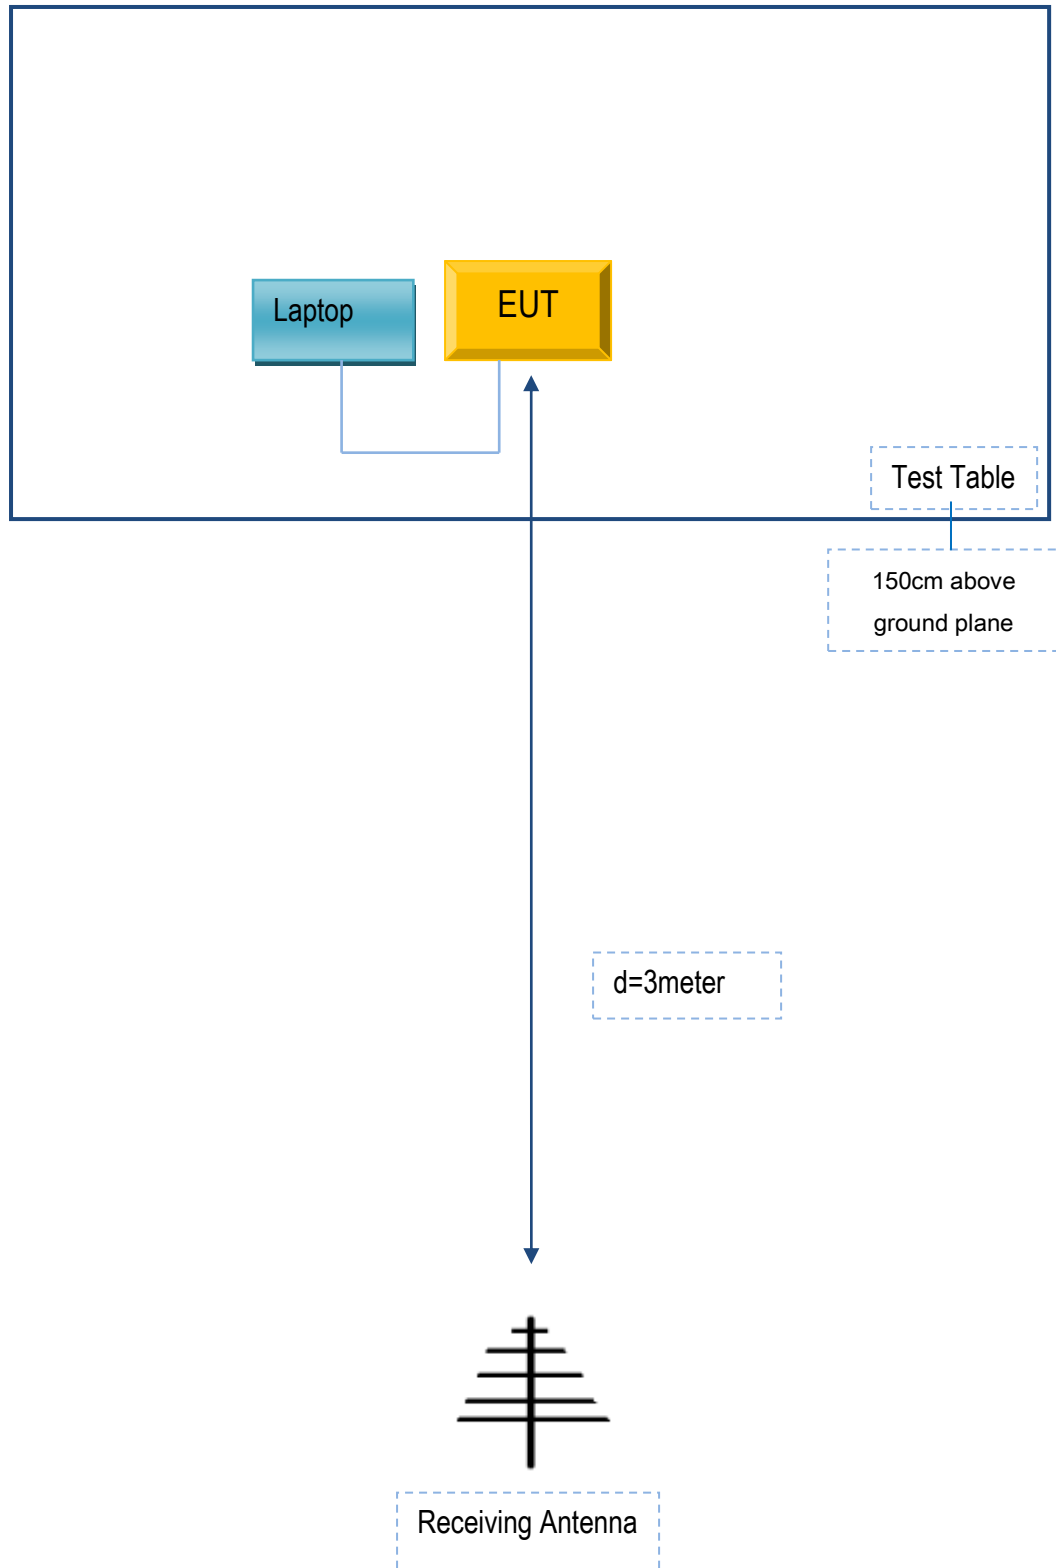 Laptop
EUT
Test Table
150cm above
ground plane
d=3meter
Receiving Antenna